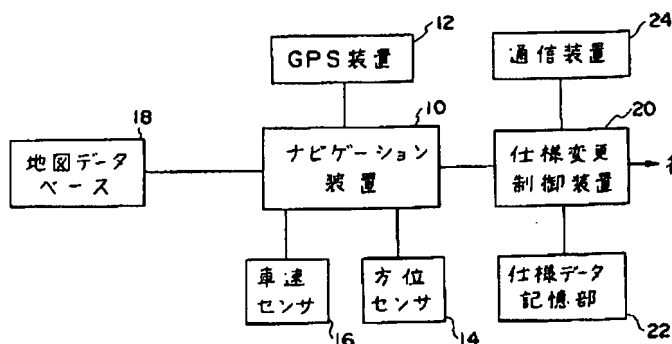 12
GPS装置
24
通信装置
18
地図データ
ベース
10
ナビゲーション
装置
20
仕様変更
制御装置
車速
センサ
16
方位
センサ
14
仕様データ
記憶部
22